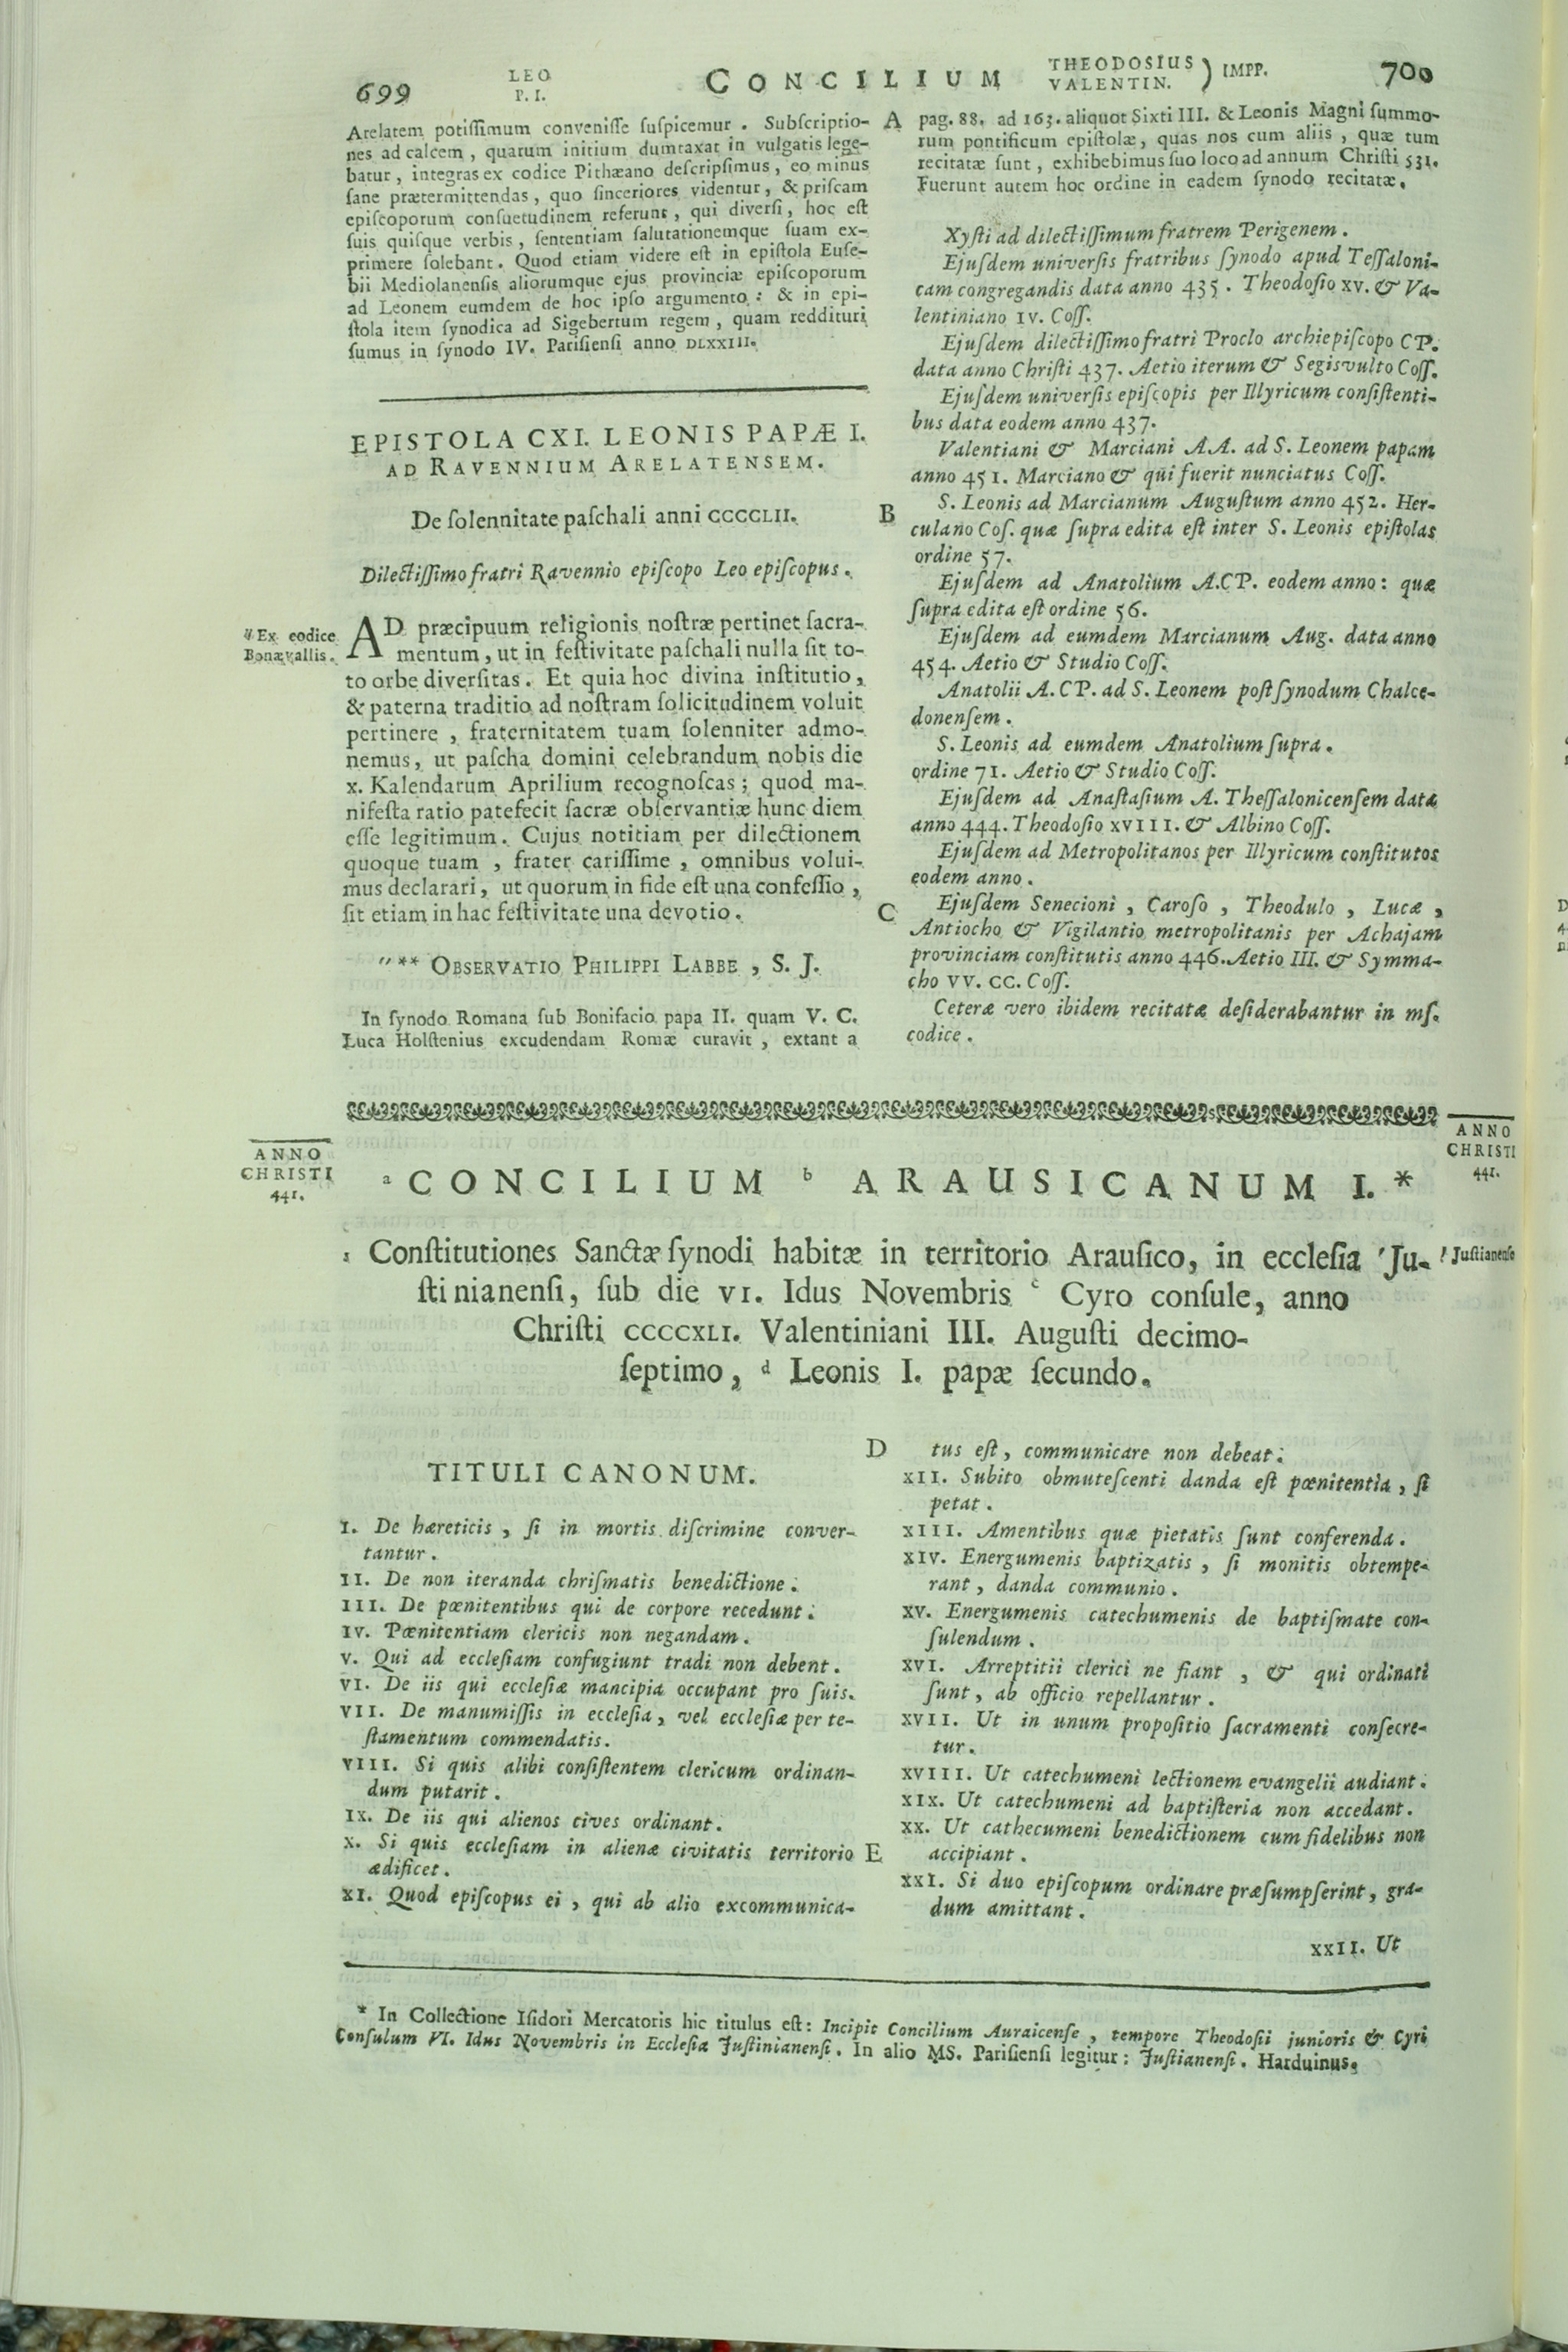 699
LEO
P. I.
CONCILIUM
THEODOSIUS
VALENTIN. ) IMPP.
700
Arelatem potiſſimum conveniſſe ſuſpicemur . Subſcriptio-
nes ad calcem , quarum initium dumtaxat in vulgatis lege-
batur , integras ex codice Pithæano deſcripſimus , eo minus
ſane prætermittendas , quo ſinceriores videntur , & priſcam
epiſcoporum conſuetudinem referunt , qui diverſi , hoc eſt
ſuis quiſque verbis , ſententiam ſalutationemque ſuam ex-
primere ſolebant . Quod etiam videre eſt in epiſtola Euſe-
bii Mediolanenſis aliorumque ejus provinciæ epiſcoporum
ad Leonem eumdem de hoc ipſo argumento : & in epi-
ſtola item ſynodica ad Sigebertum regem , quam reddituri
ſumus in ſynodo IV. Pariſienſi anno DLXXIII.
EPISTOLA CXI. LEONIS PAPÆ I.
AD RAVENNIUM ARELATENSEM.
De ſolennitate paſchali anni CCCCLII.
Dilectiſſimo fratri Ravennio epiſcopo Leo epiſcopus .
Ex codice
Bonævallis.
AD præcipuum religionis noſtræ pertinet ſacra-
mentum , ut in feſtivitate paſchali nulla ſit to-
to orbe diverſitas . Et quia hoc divina inſtitutio ,
& paterna traditio ad noſtram ſolicitudinem voluit
pertinere , fraternitatem tuam ſolenniter admo-
nemus , ut paſcha domini celebrandum nobis die
x. Kalendarum Aprilium recognoſcas ; quod ma-
nifeſta ratio patefecit ſacræ obſervantiæ hunc diem
eſſe legitimum . Cujus notitiam per dilectionem
quoque tuam , frater cariſſime , omnibus volui-
mus declarari , ut quorum in fide eſt una confeſſio ,
ſit etiam in hac feſtivitate una devotio .
"** OBSERVATIO PHILIPPI LABBE , S. J.
In ſynodo Romana ſub Bonifacio papa II. quam V. C.
Luca Holſtenius excudendam Romæ curavit , extant a
A
pag. 88. ad 163. aliquot Sixti III. & Leonis Magni ſummo-
rum pontificum epiſtolæ , quas nos cum aliis , quæ tum
recitatæ ſunt , exhibebimus ſuo loco ad annum Chriſti 531.
Fuerunt autem hoc ordine in eadem ſynodo recitatæ .
Xyſti ad dilectiſſimum fratrem Perigenem .
Ejuſdem univerſis fratribus ſynodo apud Teſſaloni-
cam congregandis data anno 435 . Theodoſio XV. & Va-
lentiniano IV. Coſſ.
Ejuſdem dilectiſſimo fratri Proclo archiepiſcopo CP.
data anno Chriſti 437. Aetio iterum & Segisvulto Coſſ.
Ejuſdem univerſis epiſcopis per Illyricum conſiſtenti-
bus data eodem anno 437.
Valentiani & Marciani A.A. ad S. Leonem papam
anno 451. Marciano & qui fuerit nunciatus Coſſ.
B
S. Leonis ad Marcianum Auguſtum anno 452. Her-
culano Coſ. quæ ſupra edita eſt inter S. Leonis epiſtolas
ordine 57.
Ejuſdem ad Anatolium A.CP. eodem anno : quæ
ſupra edita eſt ordine 56.
Ejuſdem ad eumdem Marcianum Aug. data anno
454. Aetio & Studio Coſſ.
Anatolii A. CP. ad S. Leonem poſt ſynodum Chalce-
donenſem .
S. Leonis ad eumdem Anatolium ſupra .
ordine 71. Aetio & Studio Coſſ.
Ejuſdem ad Anaſtaſium A. Theſſalonicenſem data
anno 444. Theodoſio XVIII. & Albino Coſſ.
Ejuſdem ad Metropolitanos per Illyricum conſtitutos
eodem anno .
C
Ejuſdem Senecioni , Caroſo , Theodulo , Lucæ ,
Antiocho & Vigilantio metropolitanis per Achajam
provinciam conſtitutis anno 446. Aetio III. & Symma-
cho VV. CC. Coſſ.
Ceteræ vero ibidem recitatæ deſiderabantur in mſ.
codice .
ANNO
CHRISTI
441.
a CONCILIUM b ARAUSICANUM I. *
ANNO
CHRISTI
441.
Conſtitutiones Sanctæ ſynodi habitæ in territorio Arauſico, in eccleſia 'Ju-
ſtinianenſi, ſub die VI. Idus Novembris c Cyro conſule, anno
Chriſti CCCCXLI. Valentiniani III. Auguſti decimo-
ſeptimo, d Leonis I. papæ ſecundo.
Juſtianenſe
TITULI CANONUM.
I. De hæreticis , ſi in mortis diſcrimine conver-
tantur .
II. De non iteranda chriſmatis benedictione .
III. De pœnitentibus qui de corpore recedunt .
IV. Pœnitentiam clericis non negandam .
V. Qui ad eccleſiam confugiunt tradi non debent .
VI. De iis qui eccleſiæ mancipia occupant pro ſuis.
VII. De manumiſſis in eccleſia , vel eccleſiæ per te-
ſtamentum commendatis.
VIII. Si quis alibi conſiſtentem clericum ordinan-
dum putarit .
IX. De iis qui alienos cives ordinant.
X. Si quis eccleſiam in alienæ civitatis territorio
ædificet .
XI. Quod epiſcopus ei , qui ab alio excommunica-
D
tus eſt , communicare non debeat .
XII. Subito obmuteſcenti danda eſt pœnitentia , ſi
petat .
XIII. Amentibus quæ pietatis ſunt conferenda .
XIV. Energumenis baptizatis , ſi monitis obtempe-
rant , danda communio .
XV. Energumenis catechumenis de baptiſmate con-
ſulendum .
XVI. Arreptitii clerici ne fiant , & qui ordinati
ſunt , ab officio repellantur .
XVII. Ut in unum propoſitio ſacramenti conſecre-
tur .
XVIII. Ut catechumeni lectionem evangelii audiant .
XIX. Ut catechumeni ad baptiſteria non accedant .
XX. Ut cathecumeni benedictionem cum fidelibus non
E
accipiant .
XXI. Si duo epiſcopum ordinare præſumpſerint , gra-
dum amittant .
XXII. Ut
* In Collectione Iſidori Mercatoris hic titulus eſt : Incipit Concilium Auraicenſe , tempore Theodoſii junioris & Cyri
Conſulum VI. Idus Novembris in Eccleſia Juſtinianenſi . In alio MS. Pariſienſi legitur : Juſtianenſi . Harduinus.